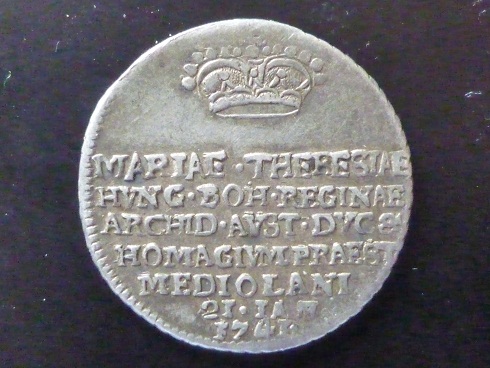 MARIAE · THERESIAE
HVNG · BOH · REGINAE
ARCHID · AVST · DVC &
HOMAGIVM PRAEST
MEDIOLANI
21 · IAN
1741